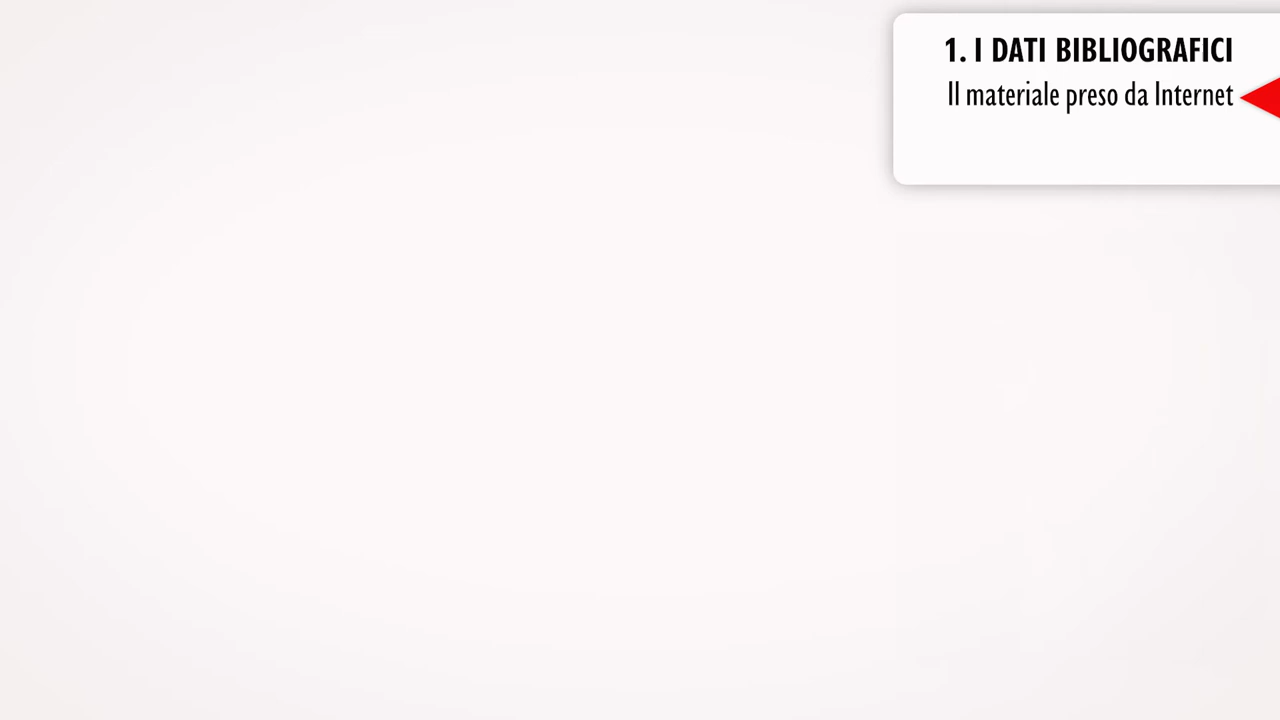 1. I DATI BIBLIOGRAFICI
Il materiale preso da Internet